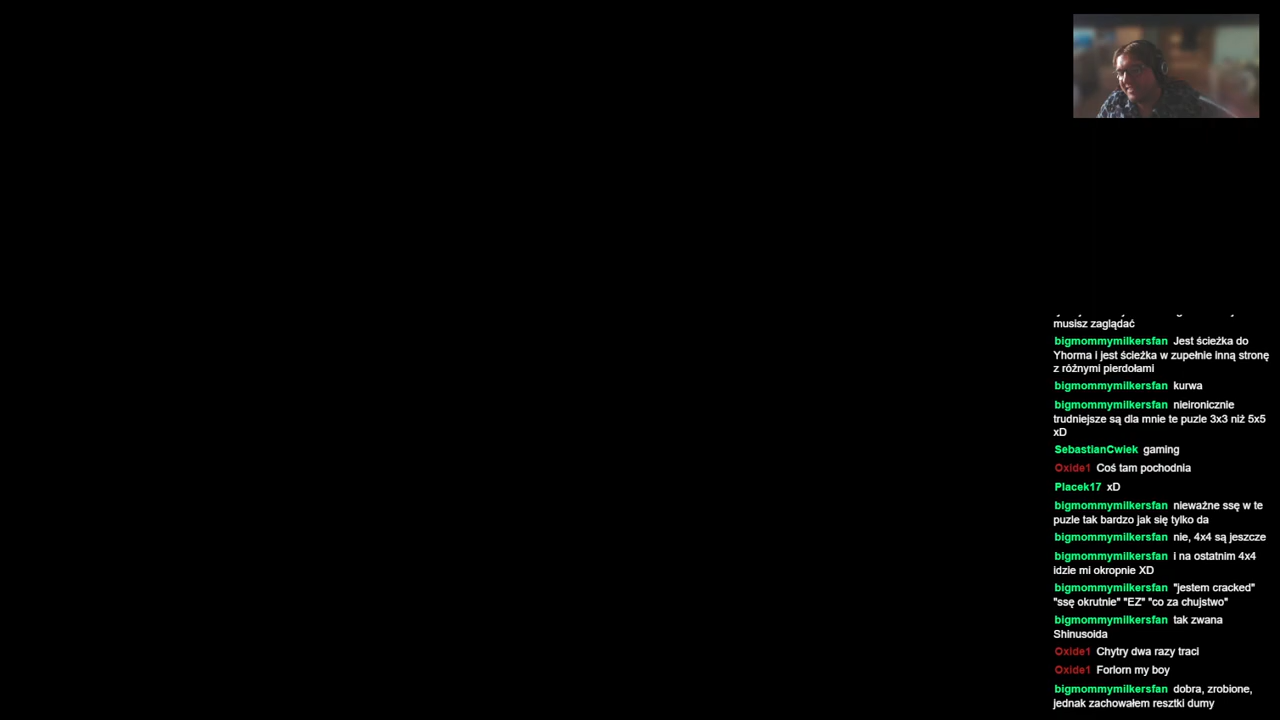 musisz zaglądać
bigmommymilkersfan Jest ścieżka do
Yhorma i jest ścieżka w zupełnie inną stronę
z różnymi pierdołami
bigmommymilkersfan kurwa
bigmommymilkersfan nieironicznie
trudniejsze są dla mnie te puzle 3x3 niż 5x5
xD
SebastianCwiek gaming
Oxide1 Coś tam pochodnia
Placek17 xD
bigmommymilkersfan nieważne ssę w te
puzle tak bardzo jak się tylko da
bigmommymilkersfan nie, 4x4 są jeszcze
bigmommymilkersfan i na ostatnim 4x4
idzie mi okropnie XD
bigmommymilkersfan "jestem cracked"
"ssę okrutnie" "EZ" "co za chujstwo"
bigmommymilkersfan tak zwana
Shinusoida
Oxide1 Chytry dwa razy traci
Oxide1 Forlorn my boy
bigmommymilkersfan dobra, zrobione,
jednak zachowałem resztki dumy